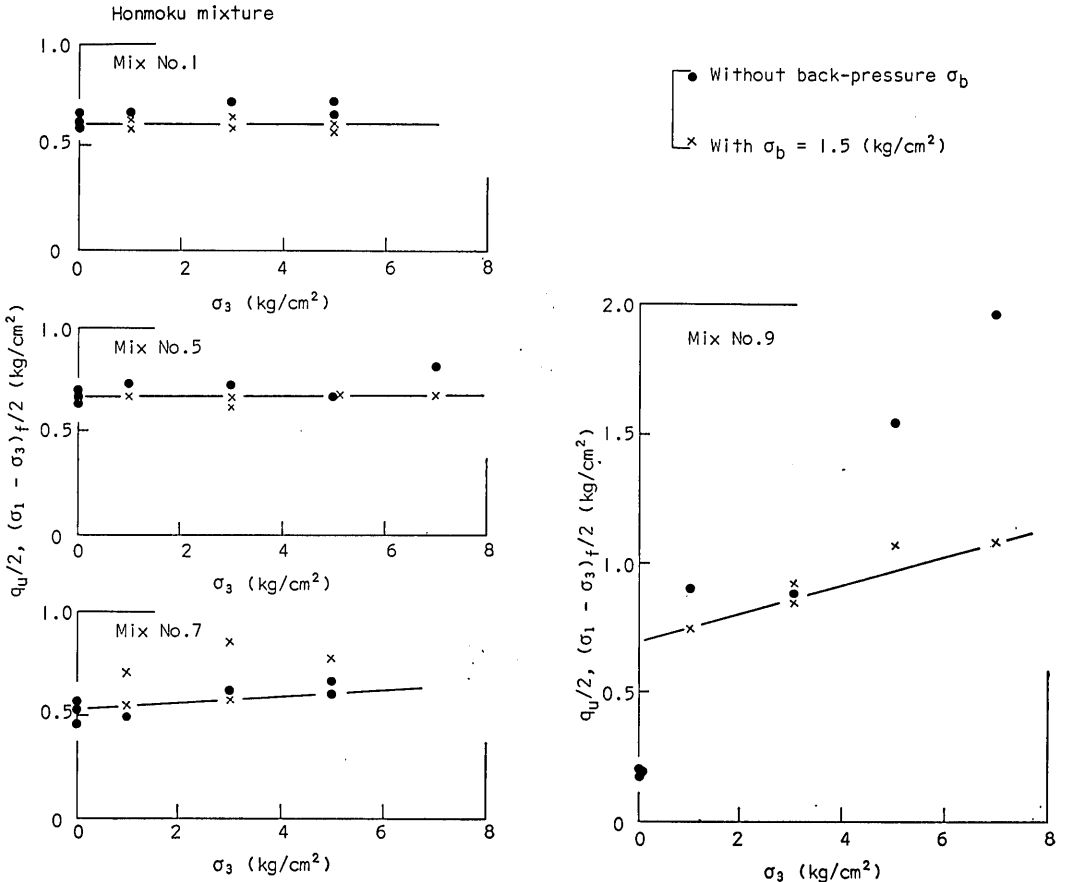 Honmoku mixture
Mix No.1
1.0
0.5
0
0 2 4 6 8
σ3 (kg/cm²)
● Without back-pressure σb
× With σb = 1.5 (kg/cm²)
qu/2, (σ1 - σ3)f/2 (kg/cm²)
Mix No.5
1.0
0.5
0
0 2 4 6 8
σ3 (kg/cm²)
Mix No.7
1.0
0.5
0
0 2 4 6 8
σ3 (kg/cm²)
Mix No.9
qu/2, (σ1 - σ3)f/2 (kg/cm²)
2.0
1.5
1.0
0.5
0
0 2 4 6 8
σ3 (kg/cm²)